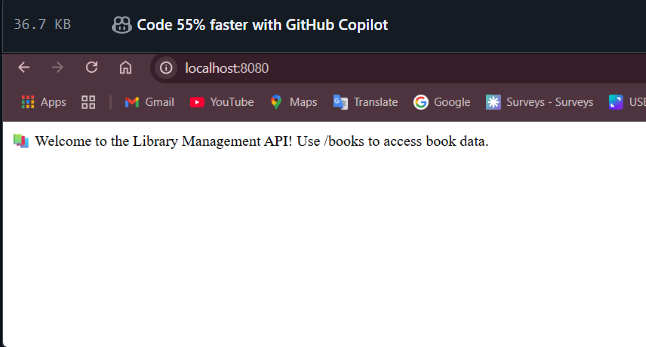 36.7 KB Code 55% faster with GitHub Copilot
localhost:8080
Apps Gmail YouTube Maps Translate Google Surveys - Surveys USE
📚 Welcome to the Library Management API! Use /books to access book data.